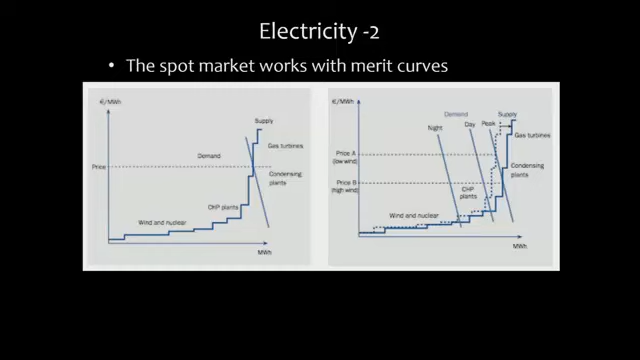 Electricity -2
• The spot market works with merit curves
€/MWh
Supply
Gas turbines
Demand
Price
Condensing
plants
CHP plants
Wind and nuclear
MWh
€/MWh
Demand
Supply
Night
Day
Peak
Gas turbines
Price A
(low wind)
Condensing
plants
Price B
(high wind)
CHP
plants
Wind and nuclear
MWh